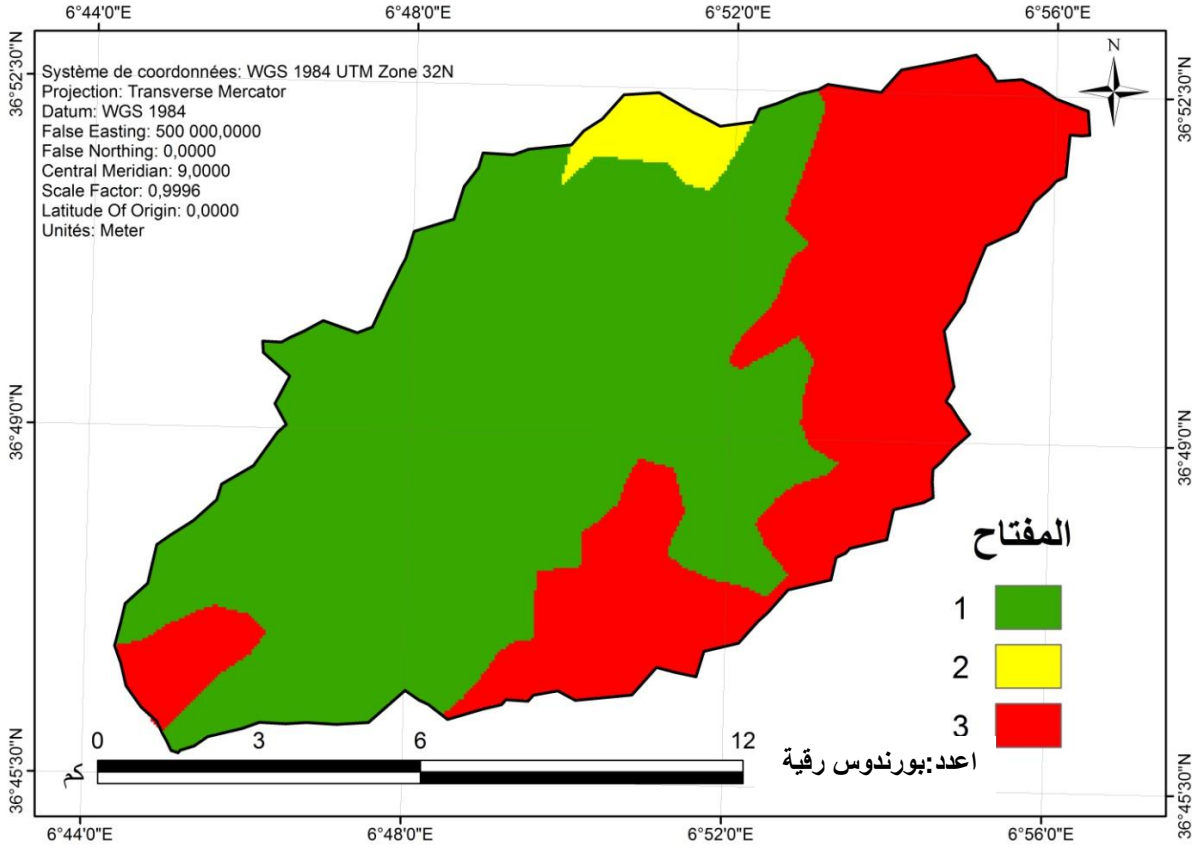 6°44'0"E
6°48'0"E
6°52'0"E
6°56'0"E
36°52'30"N
36°52'30"N
N
Système de coordonnées: WGS 1984 UTM Zone 32N
Projection: Transverse Mercator
Datum: WGS 1984
False Easting: 500 000,0000
False Northing: 0,0000
Central Meridian: 9,0000
Scale Factor: 0,9996
Latitude Of Origin: 0,0000
Unités: Meter
36°49'0"N
36°49'0"N
المفتاح
1
2
3
0
3
6
12
كم
اعدد:بورندوس رقية
36°45'30"N
36°45'30"N
6°44'0"E
6°48'0"E
6°52'0"E
6°56'0"E